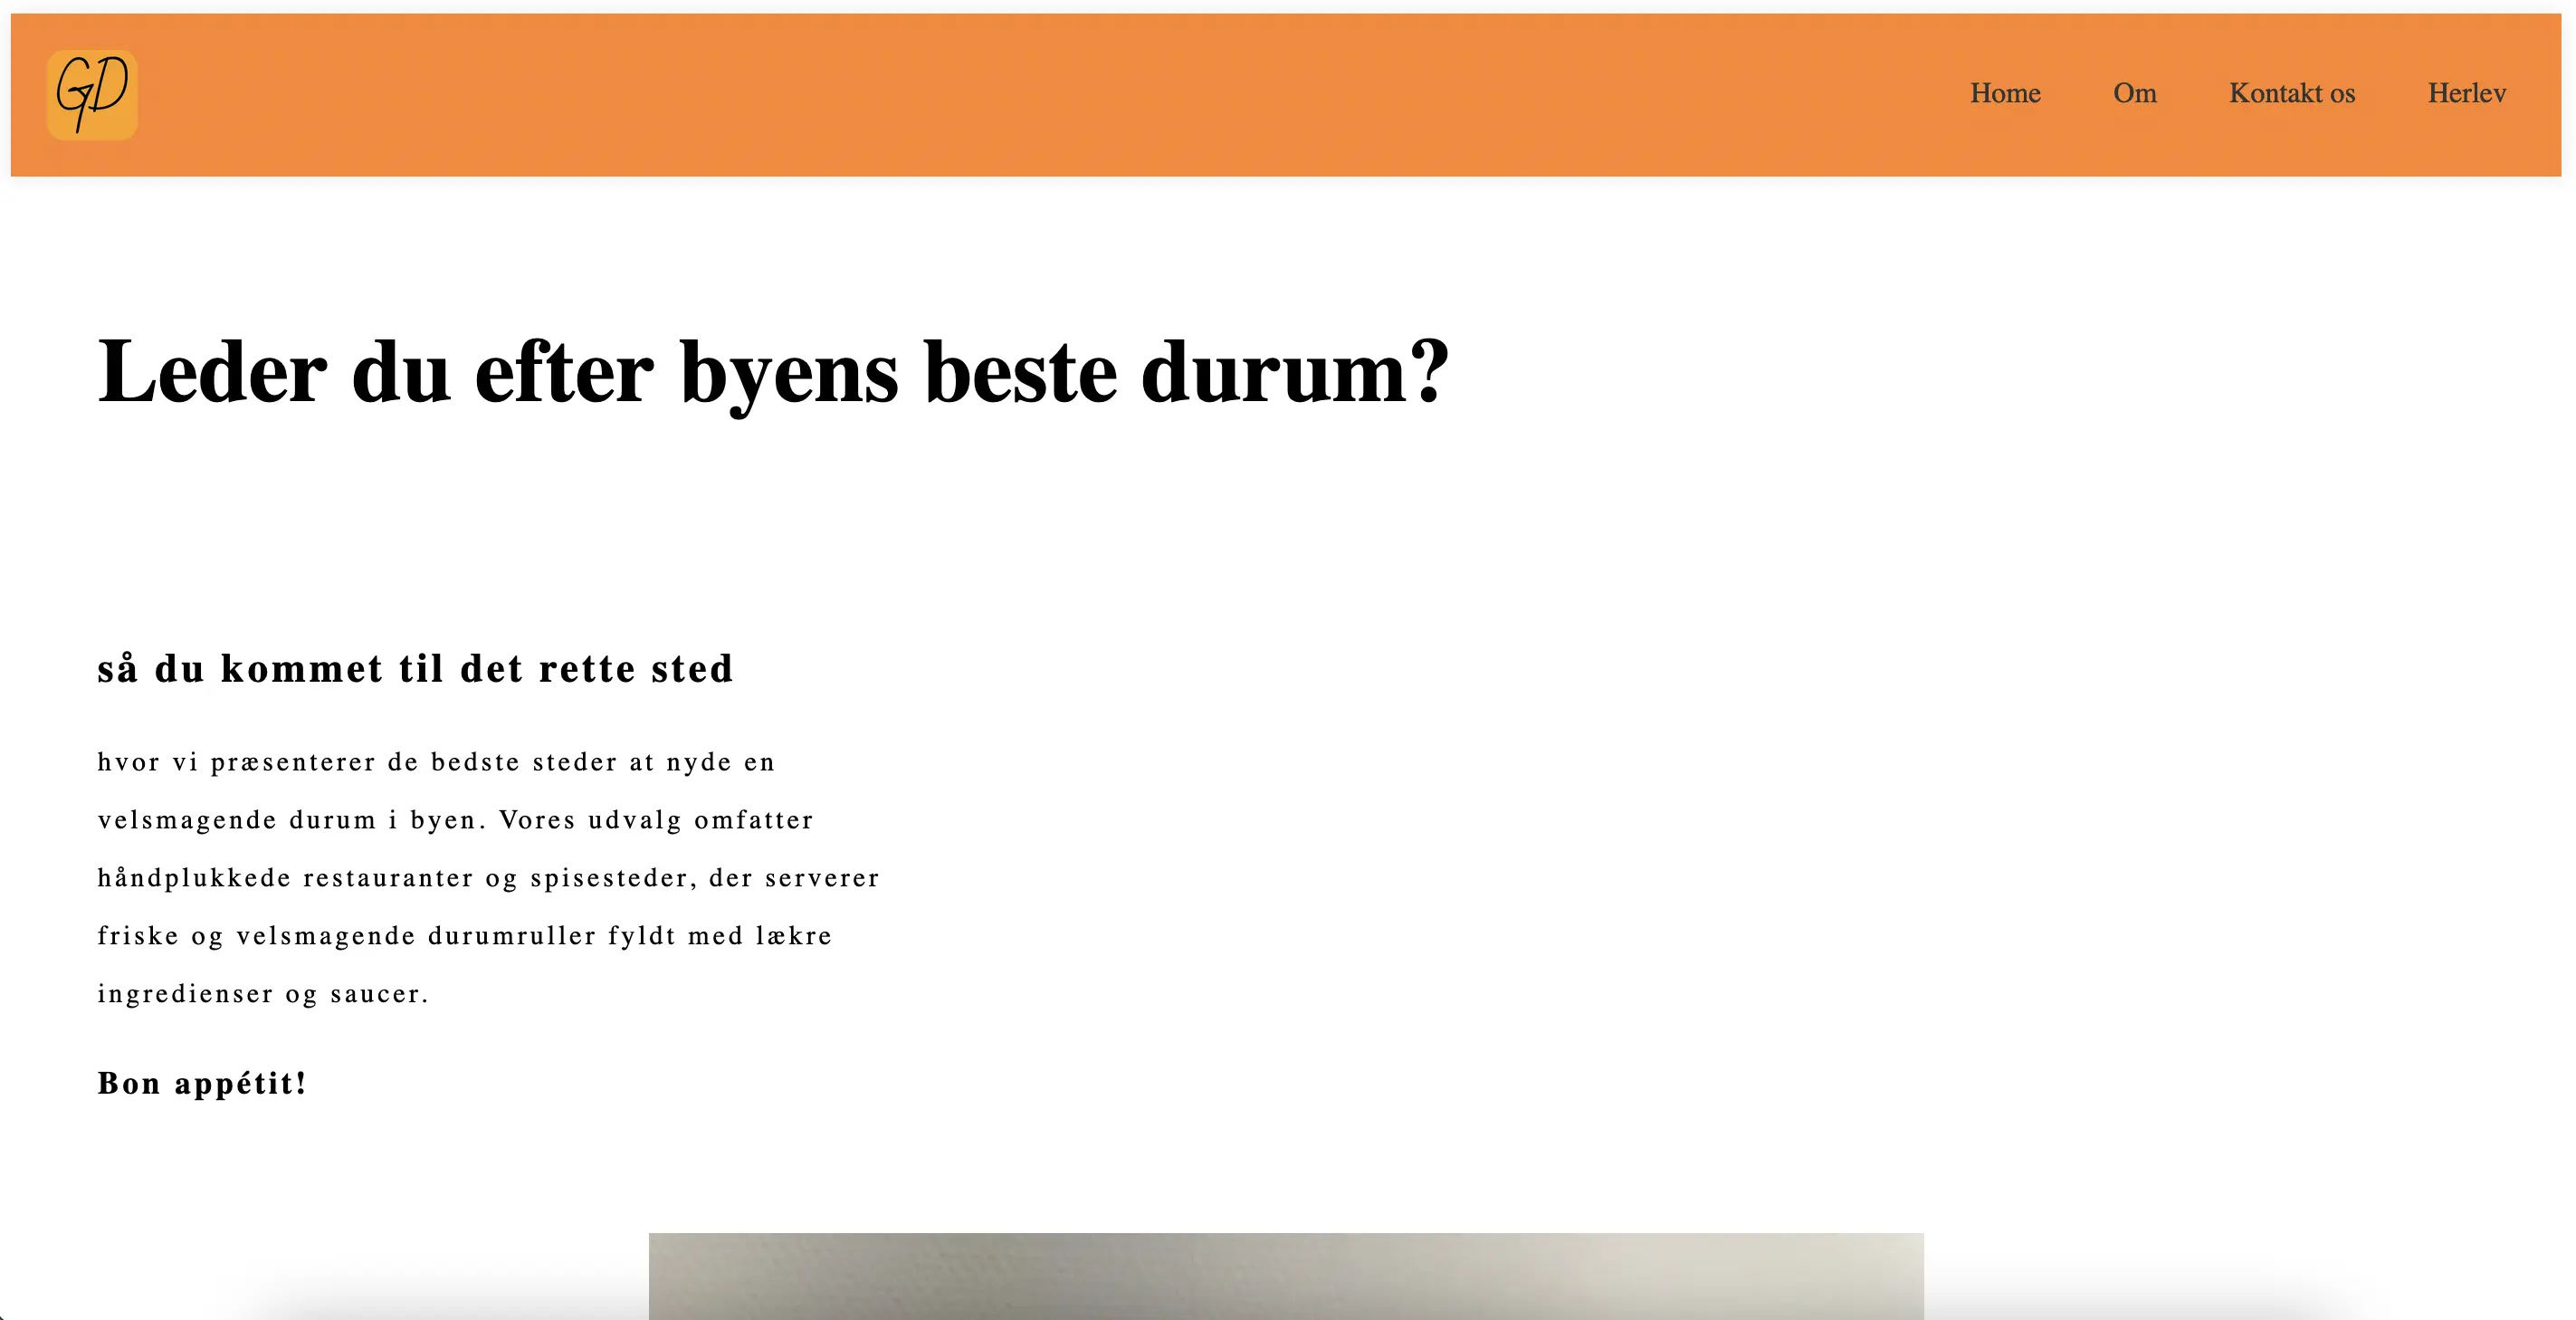 GD
Home Om Kontakt os Herlev
Leder du efter byens beste durum?
så du kommet til det rette sted
hvor vi præsenterer de bedste steder at nyde en
velsmagende durum i byen. Vores udvalg omfatter
håndplukkede restauranter og spisesteder, der serverer
friske og velsmagende durumruller fyldt med lækre
ingredienser og saucer.
Bon appétit!